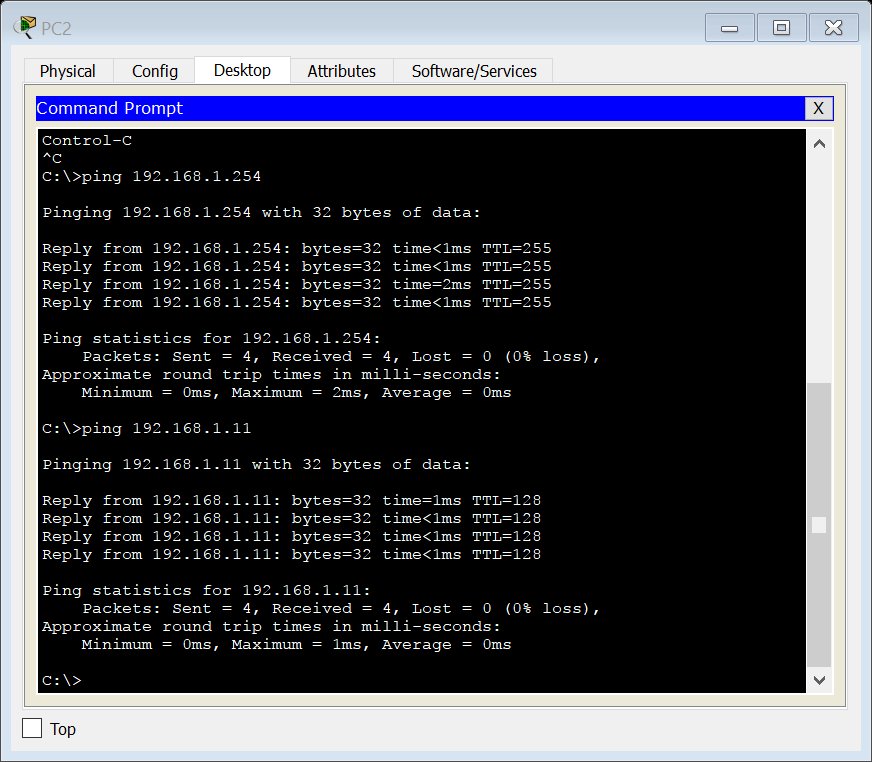 PC2
Physical Config Desktop Attributes Software/Services
Command Prompt X
Control-C
^C
C:\>ping 192.168.1.254
Pinging 192.168.1.254 with 32 bytes of data:
Reply from 192.168.1.254: bytes=32 time<1ms TTL=255
Reply from 192.168.1.254: bytes=32 time<1ms TTL=255
Reply from 192.168.1.254: bytes=32 time=2ms TTL=255
Reply from 192.168.1.254: bytes=32 time<1ms TTL=255
Ping statistics for 192.168.1.254:
    Packets: Sent = 4, Received = 4, Lost = 0 (0% loss),
Approximate round trip times in milli-seconds:
    Minimum = 0ms, Maximum = 2ms, Average = 0ms
C:\>ping 192.168.1.11
Pinging 192.168.1.11 with 32 bytes of data:
Reply from 192.168.1.11: bytes=32 time=1ms TTL=128
Reply from 192.168.1.11: bytes=32 time<1ms TTL=128
Reply from 192.168.1.11: bytes=32 time<1ms TTL=128
Reply from 192.168.1.11: bytes=32 time<1ms TTL=128
Ping statistics for 192.168.1.11:
    Packets: Sent = 4, Received = 4, Lost = 0 (0% loss),
Approximate round trip times in milli-seconds:
    Minimum = 0ms, Maximum = 1ms, Average = 0ms
C:\>
Top